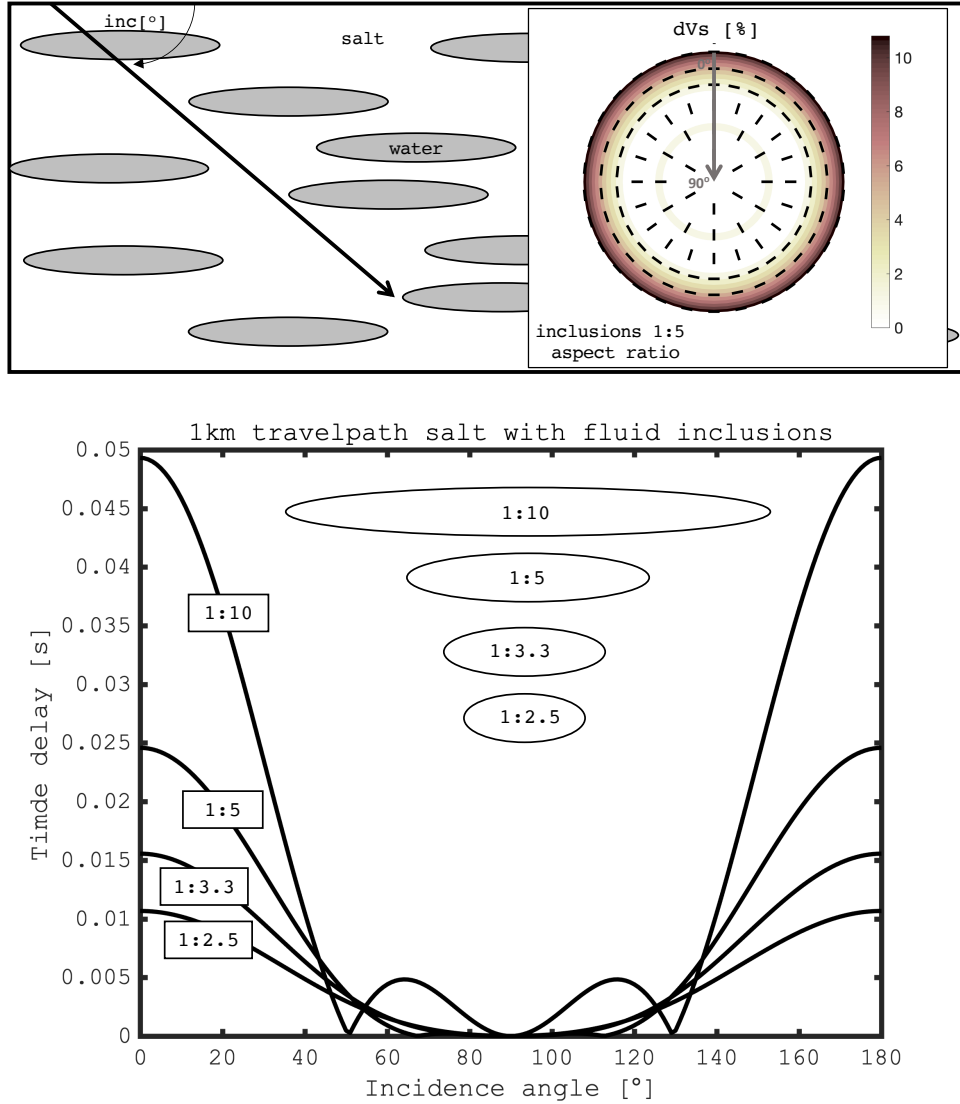 inc[°]
salt
water
dVs [%]
0°
90°
10
8
6
4
2
0
inclusions 1:5
aspect ratio
1km travelpath salt with fluid inclusions
0.05
0.045
0.04
0.035
0.03
0.025
0.02
0.015
0.01
0.005
0
Timde delay [s]
1:10
1:5
1:3.3
1:2.5
1:10
1:5
1:3.3
1:2.5
0 20 40 60 80 100 120 140 160 180
Incidence angle [°]